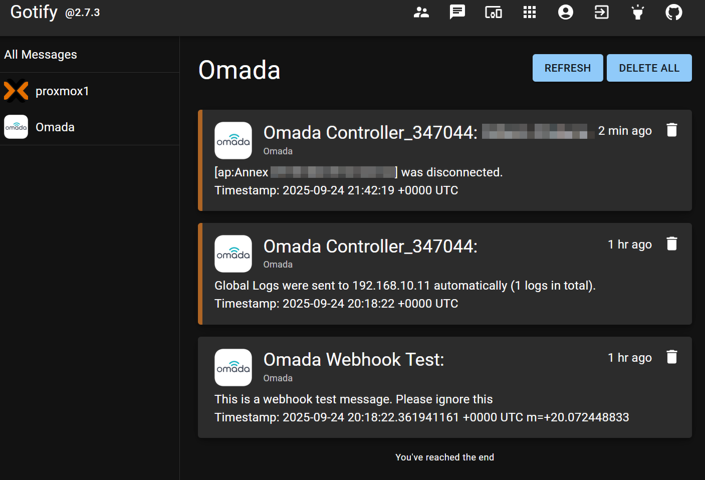 Gotify @2.7.3
All Messages
proxmox1
Omada
Omada
REFRESH
DELETE ALL
omada
Omada Controller_347044:
2 min ago
Omada
[ap:Annex ] was disconnected.
Timestamp: 2025-09-24 21:42:19 +0000 UTC
omada
Omada Controller_347044:
1 hr ago
Omada
Global Logs were sent to 192.168.10.11 automatically (1 logs in total).
Timestamp: 2025-09-24 20:18:22 +0000 UTC
omada
Omada Webhook Test:
1 hr ago
Omada
This is a webhook test message. Please ignore this
Timestamp: 2025-09-24 20:18:22.361941161 +0000 UTC m=+20.072448833
You've reached the end